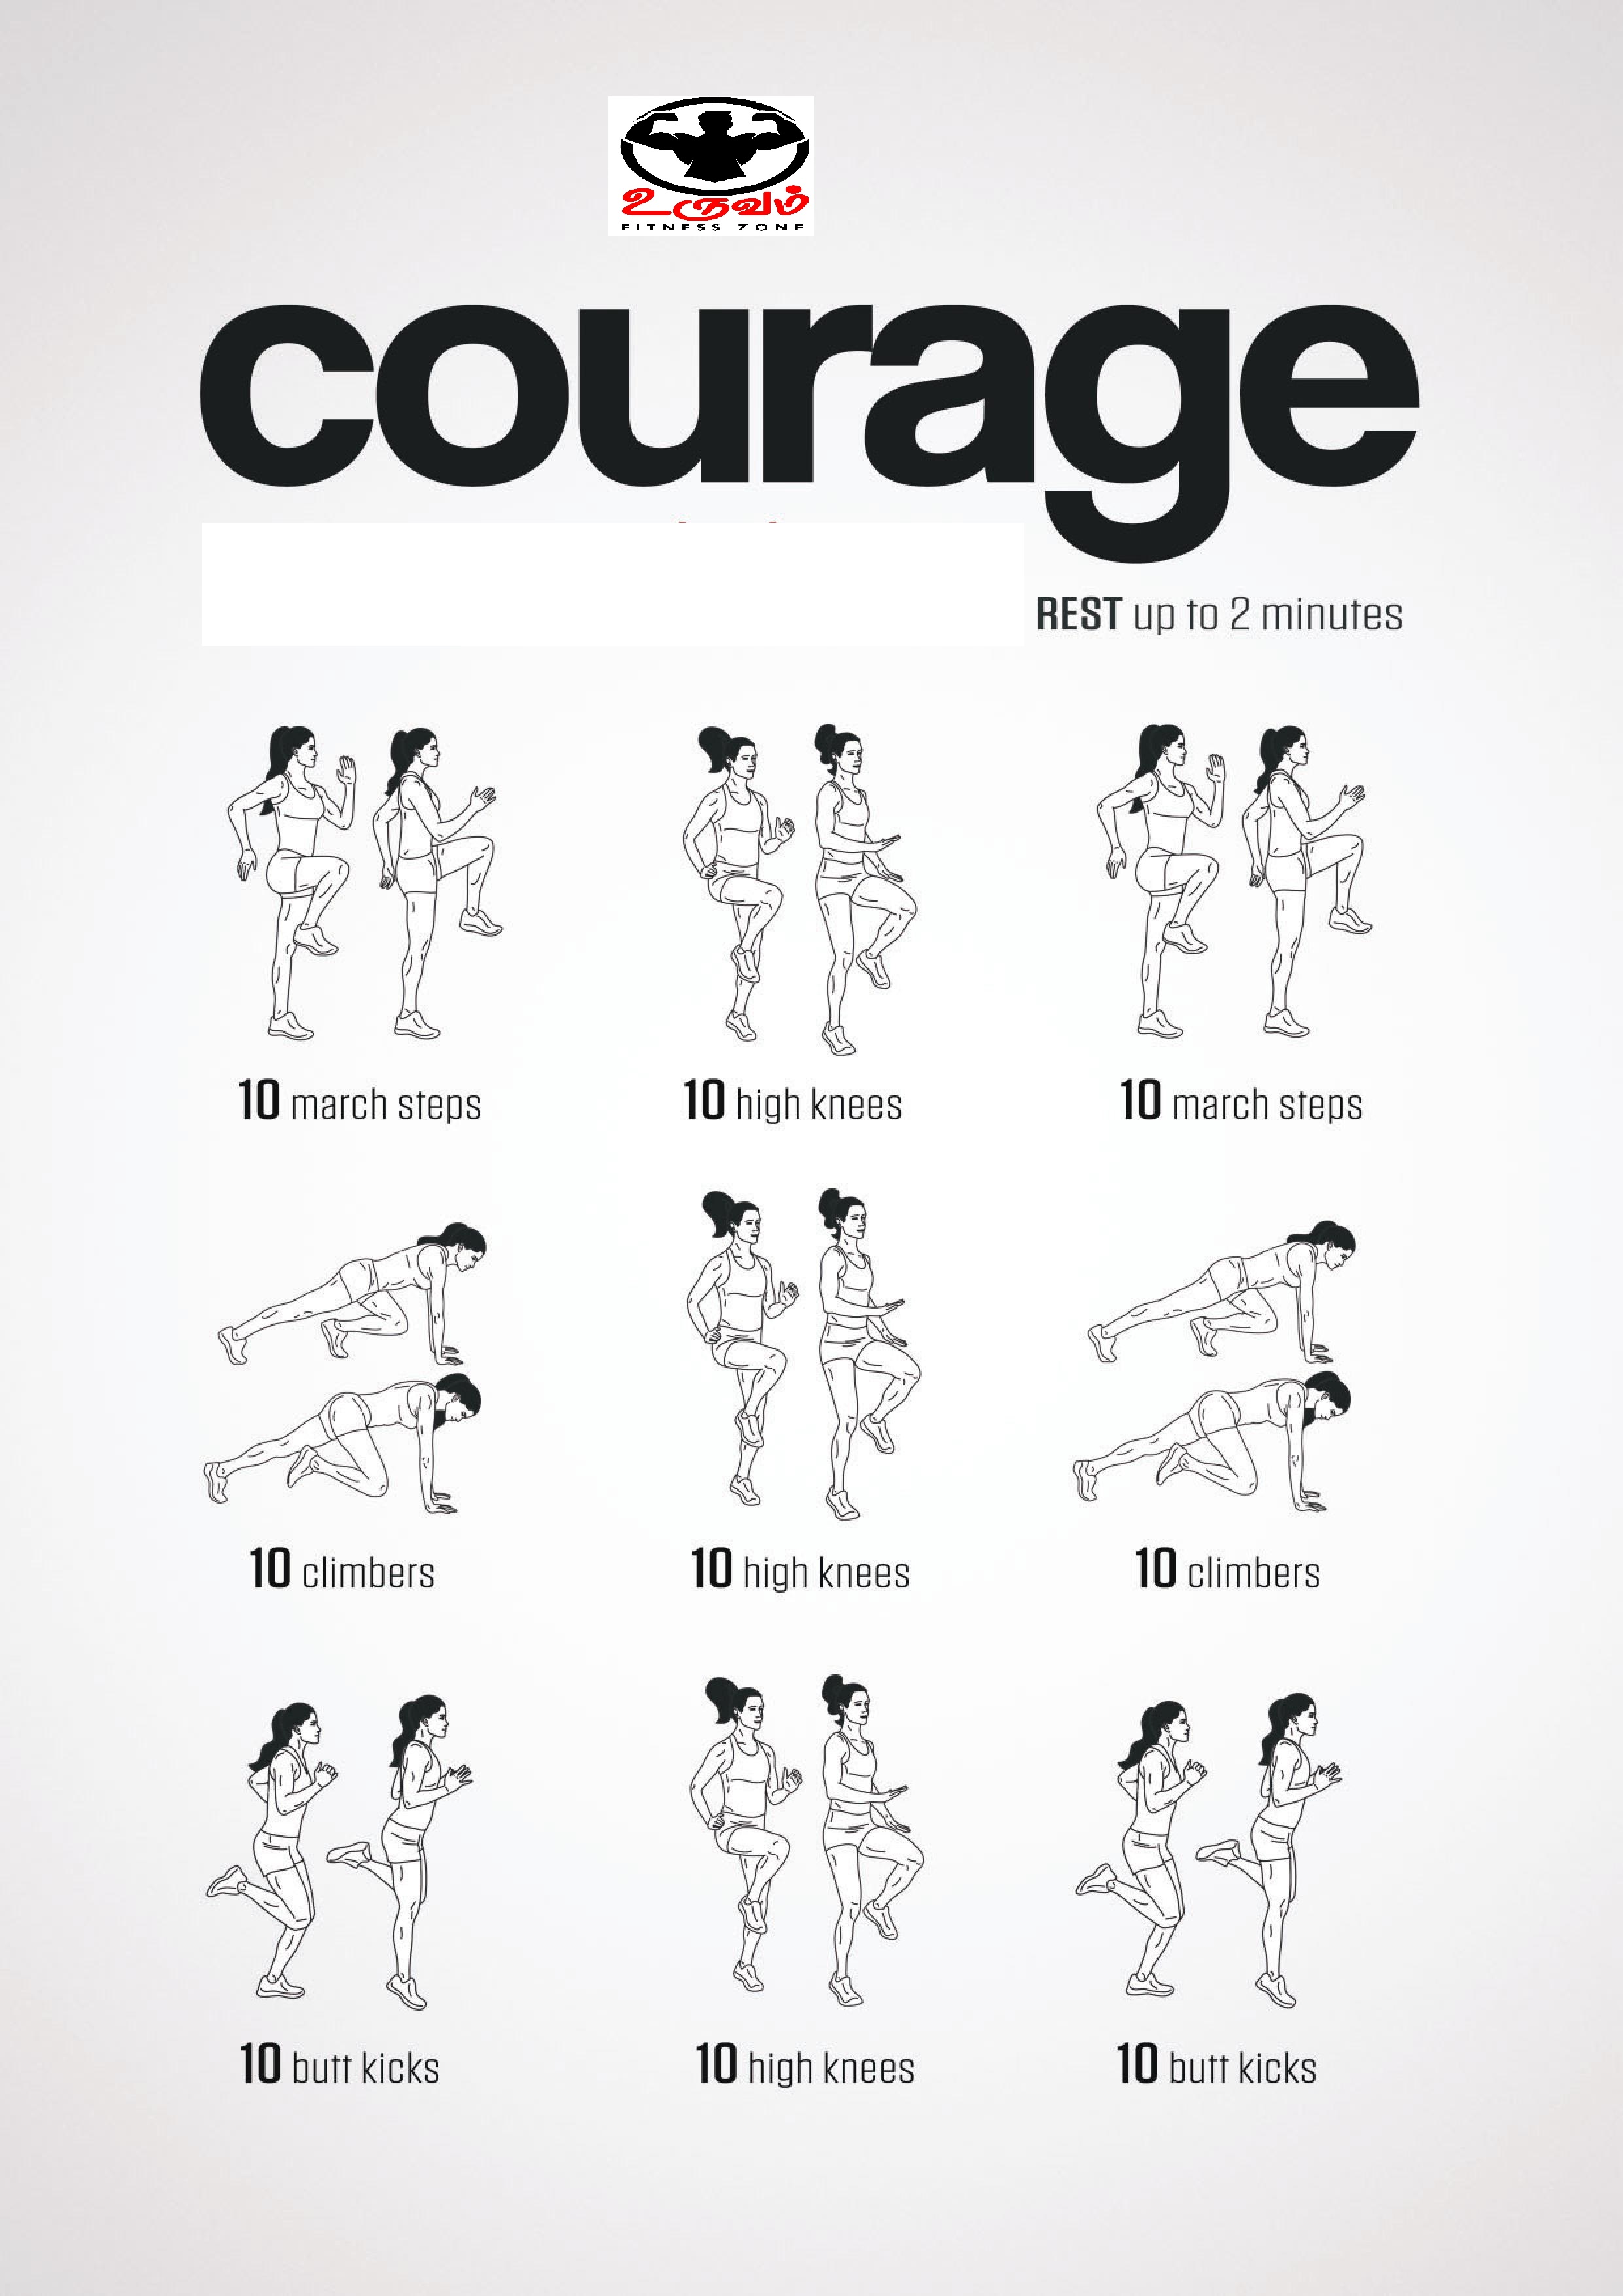 உருவம்
FITNESS ZONE
courage
REST up to 2 minutes
10 march steps
10 high knees
10 march steps
10 climbers
10 high knees
10 climbers
10 butt kicks
10 high knees
10 butt kicks